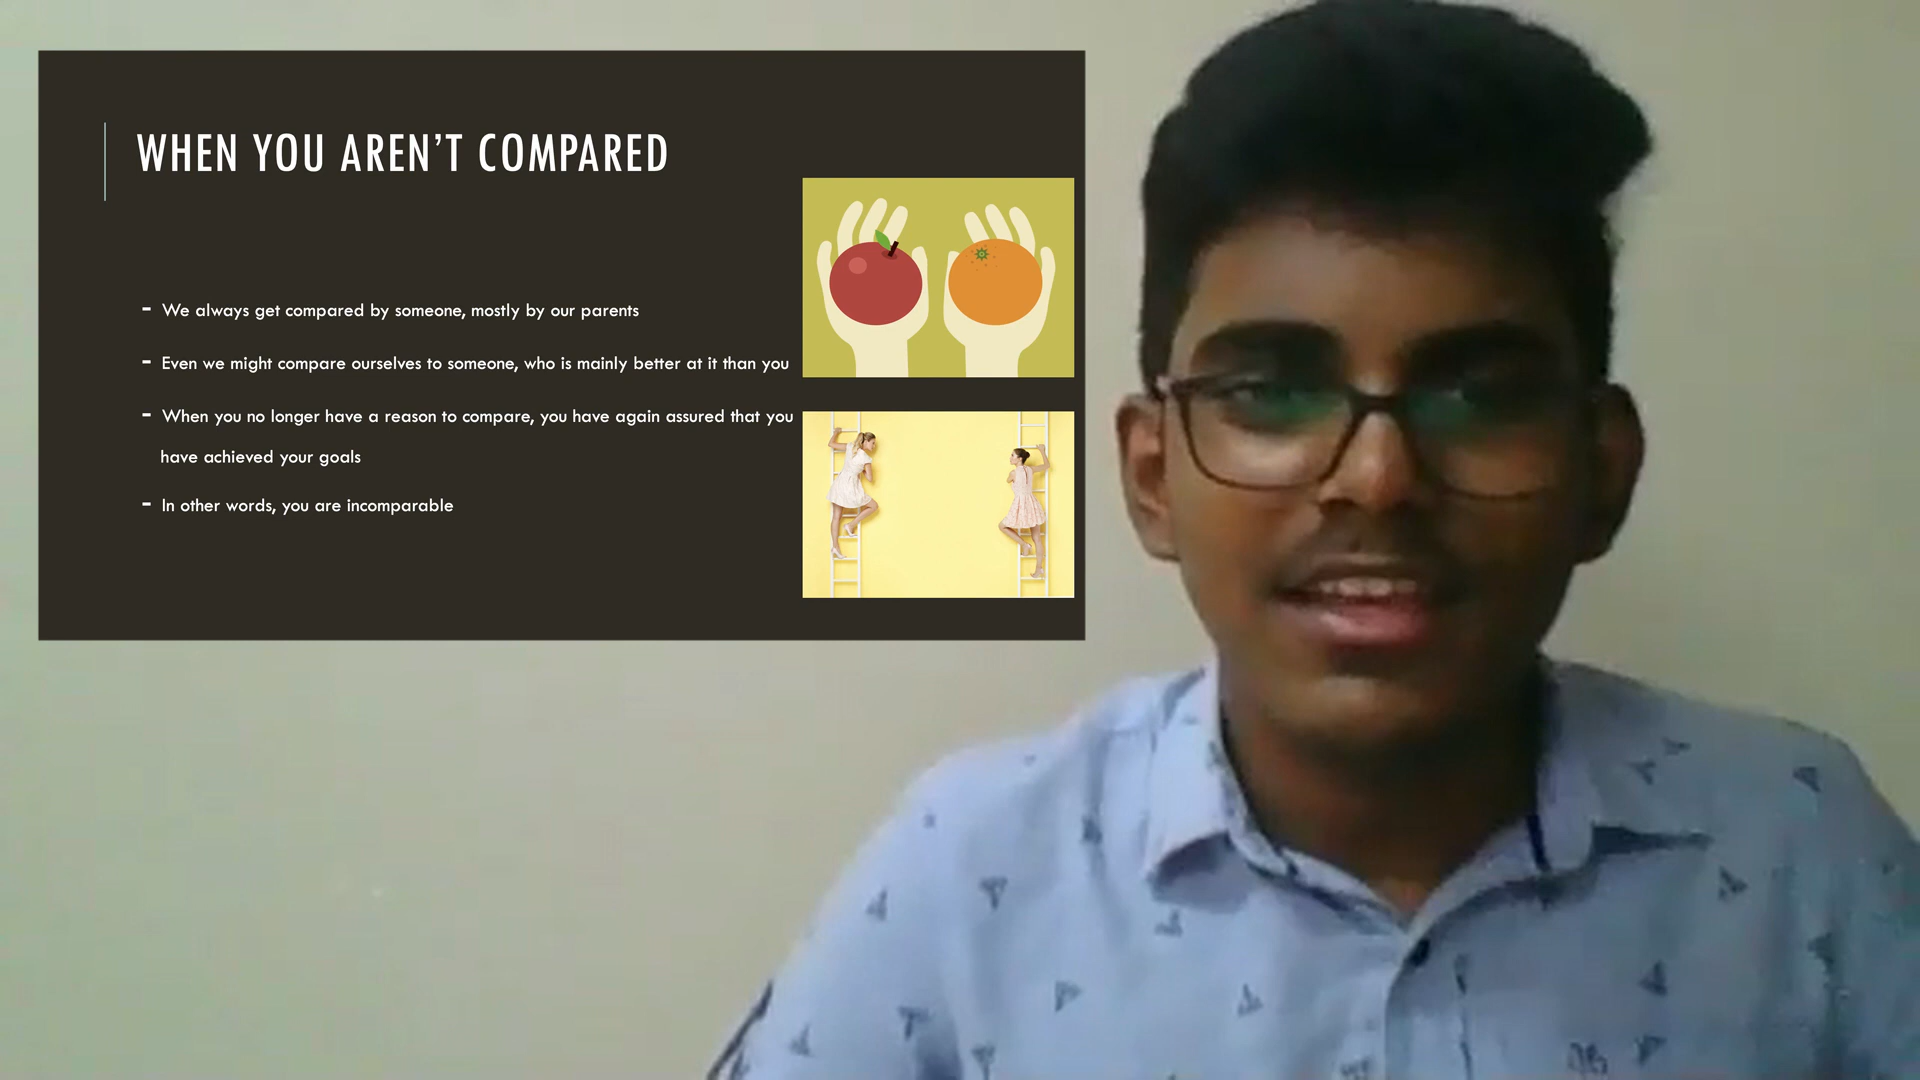 WHEN YOU AREN’T COMPARED
- We always get compared by someone, mostly by our parents
- Even we might compare ourselves to someone, who is mainly better at it than you
- When you no longer have a reason to compare, you have again assured that you
have achieved your goals
- In other words, you are incomparable